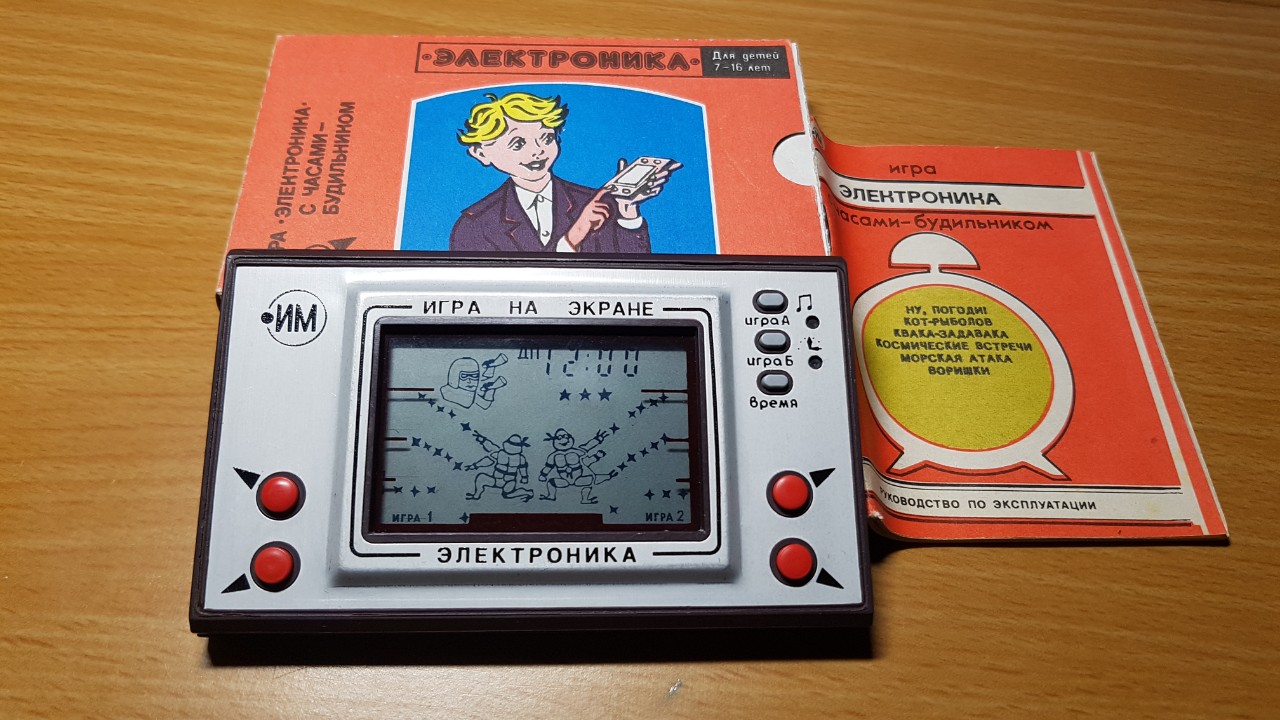 •ЭЛЕКТРОНИКА•
Для детей
7–16 лет
•ЭЛЕКТРОНИКА•
С ЧАСАМИ–
БУДИЛЬНИКОМ
игра
ЭЛЕКТРОНИКА
часами–будильником
НУ, ПОГОДИ!
КОТ-РЫБОЛОВ
КВАКА-ЗАДАВАКА
КОСМИЧЕСКИЕ ВСТРЕЧИ
МОРСКАЯ АТАКА
ВОРИШКИ
РУКОВОДСТВО ПО ЭКСПЛУАТАЦИИ
•ИМ
ИГРА НА ЭКРАНЕ
игра А
игра Б
время
ДП 12:00
ИГРА 1
ИГРА 2
ЭЛЕКТРОНИКА